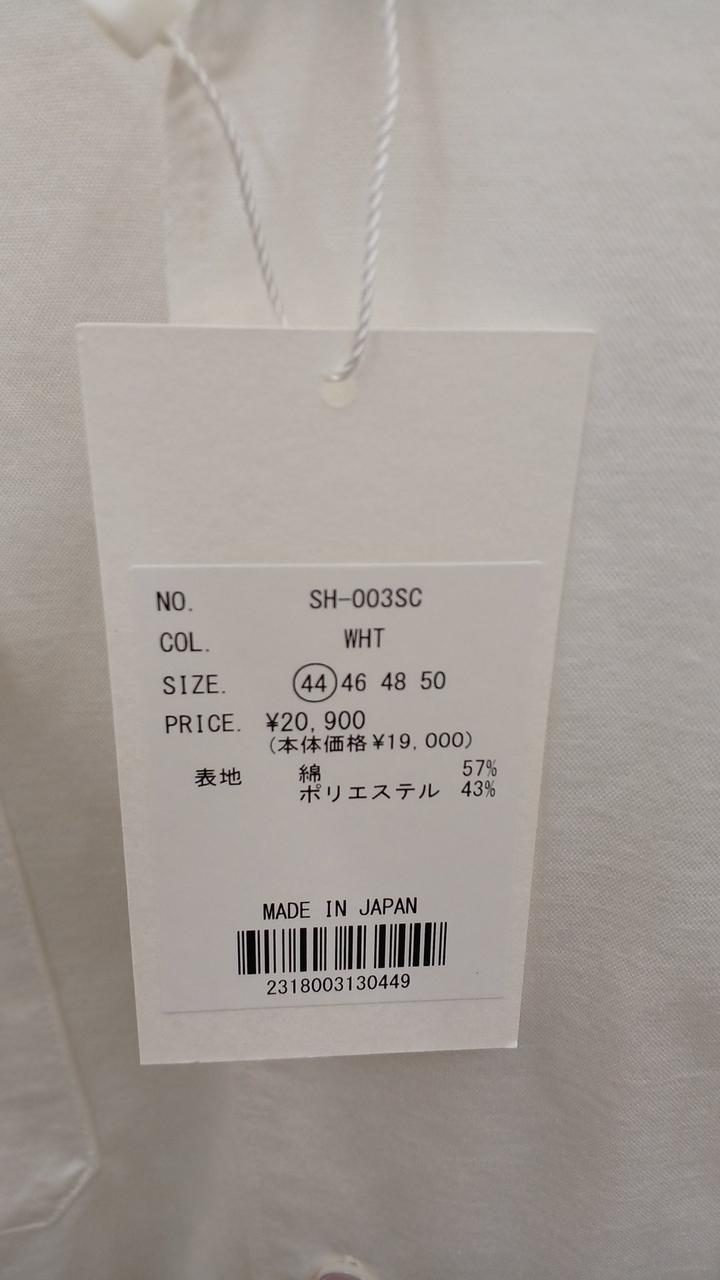 NO. SH-003SC
COL. WHT
SIZE. 44 46 48 50
PRICE. ¥20,900
(本体価格¥19,000)
表地 綿 57%
ポリエステル 43%
MADE IN JAPAN
2318003130449